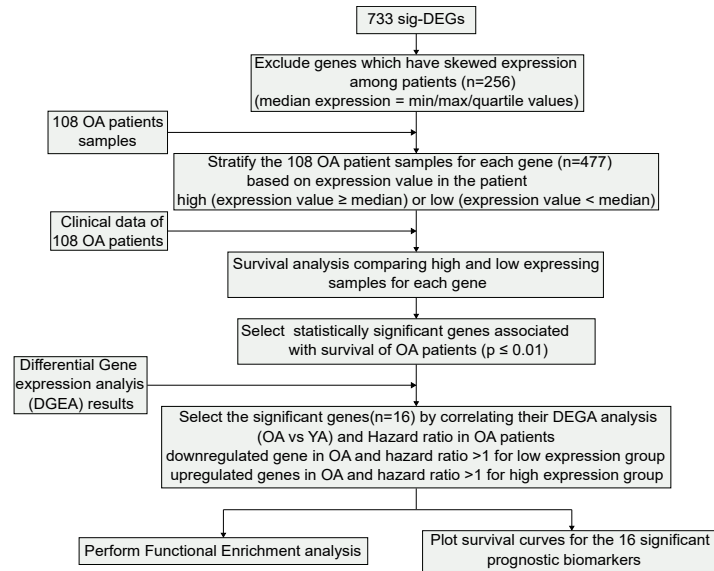 733 sig-DEGs
Exclude genes which have skewed expression
among patients (n=256)
(median expression = min/max/quartile values)
108 OA patients
samples
Stratify the 108 OA patient samples for each gene (n=477)
based on expression value in the patient
high (expression value ≥ median) or low (expression value < median)
Clinical data of
108 OA patients
Survival analysis comparing high and low expressing
samples for each gene
Select statistically significant genes associated
with survival of OA patients (p ≤ 0.01)
Differential Gene
expression analyis
(DGEA) results
Select the significant genes(n=16) by correlating their DEGA analysis
(OA vs YA) and Hazard ratio in OA patients
downregulated gene in OA and hazard ratio >1 for low expression group
upregulated genes in OA and hazard ratio >1 for high expression group
Perform Functional Enrichment analysis
Plot survival curves for the 16 significant
prognostic biomarkers